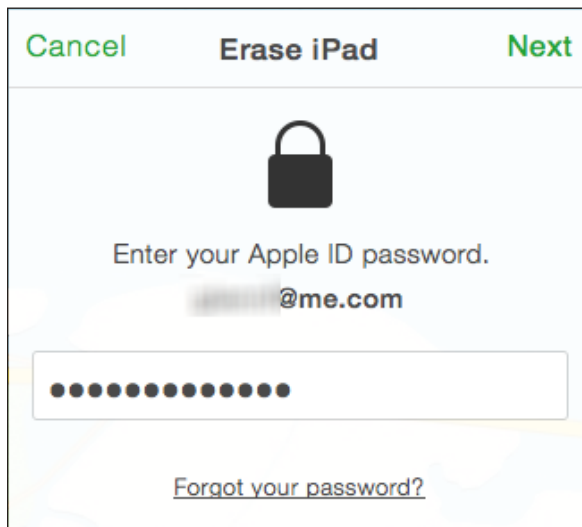 Cancel Erase iPad Next
Enter your Apple ID password.
@me.com
●●●●●●●●●●●●●
Forgot your password?